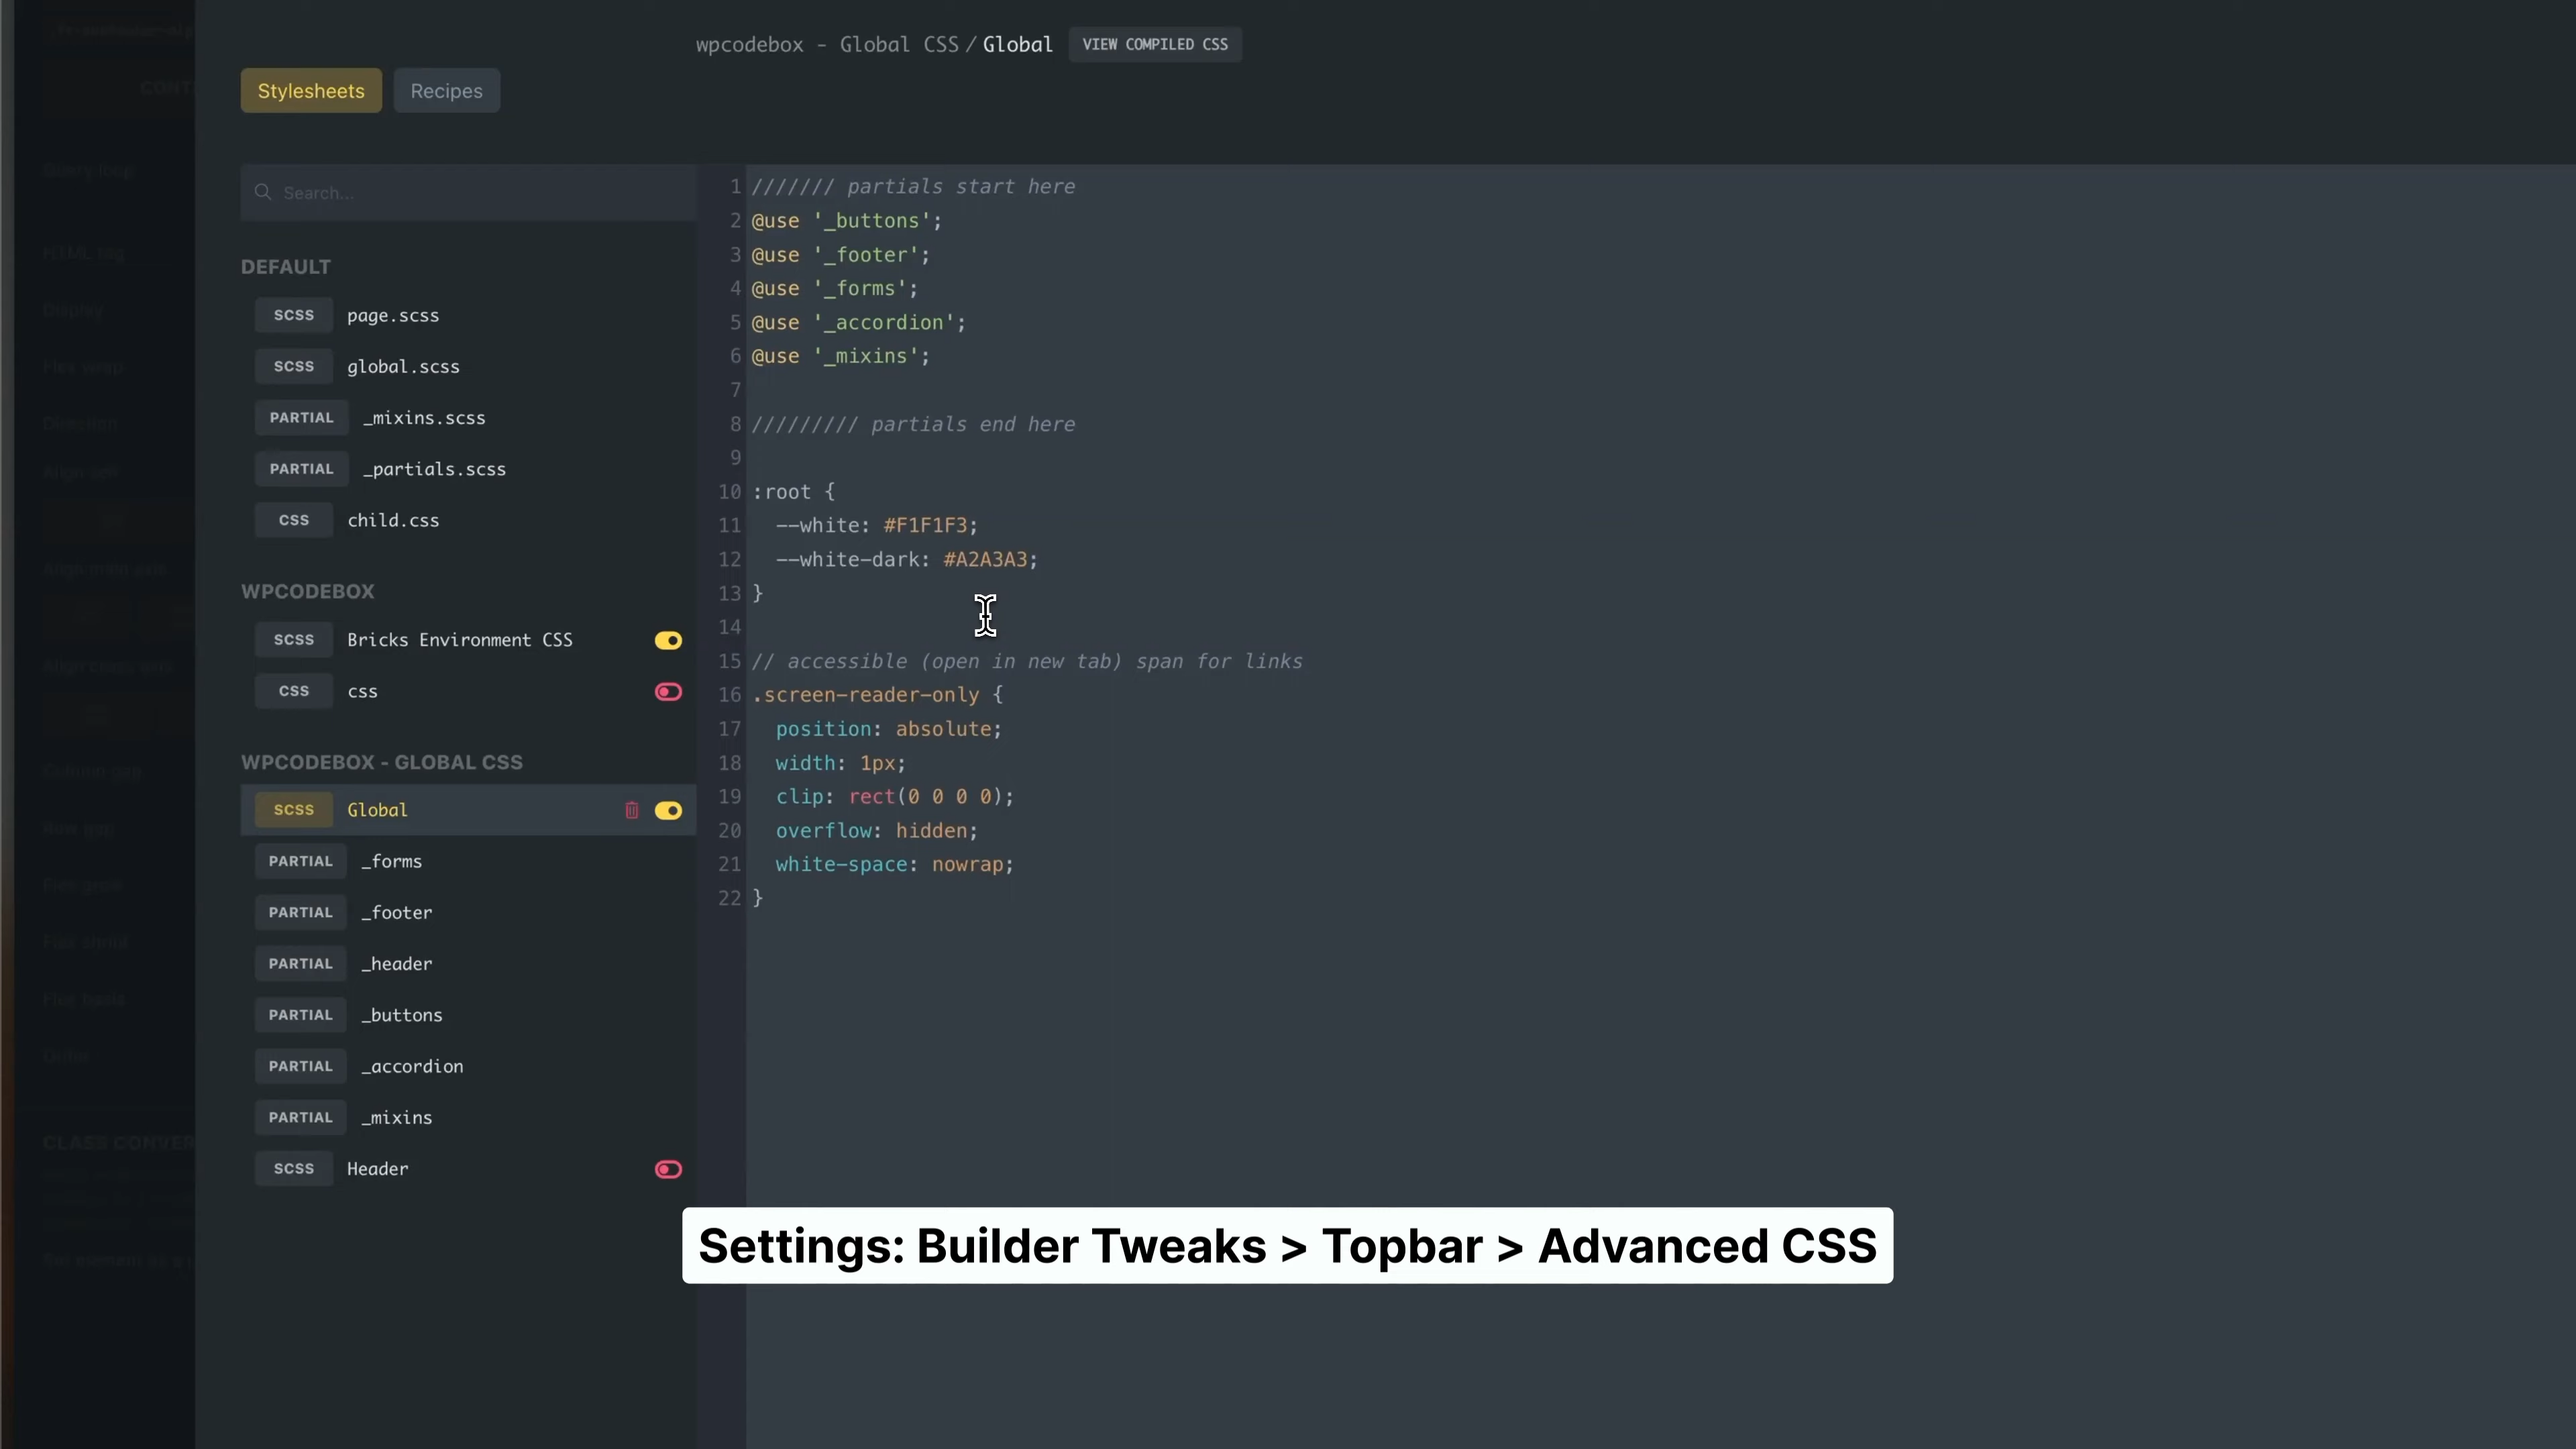 wpcodebox - Global CSS / Global
VIEW COMPILED CSS
Stylesheets
Recipes
Search...
DEFAULT
SCSS page.scss
SCSS global.scss
PARTIAL _mixins.scss
PARTIAL _partials.scss
CSS child.css
WPCODEBOX
SCSS Bricks Environment CSS
CSS css
WPCODEBOX - GLOBAL CSS
SCSS Global
PARTIAL _forms
PARTIAL _footer
PARTIAL _header
PARTIAL _buttons
PARTIAL _accordion
PARTIAL _mixins
SCSS Header
1 /////// partials start here
2 @use '_buttons';
3 @use '_footer';
4 @use '_forms';
5 @use '_accordion';
6 @use '_mixins';
7
8 ///////// partials end here
9
10 :root {
11 --white: #F1F1F3;
12 --white-dark: #A2A3A3;
13 }
14
15 // accessible (open in new tab) span for links
16 .screen-reader-only {
17 position: absolute;
18 width: 1px;
19 clip: rect(0 0 0 0);
20 overflow: hidden;
21 white-space: nowrap;
22 }
Settings: Builder Tweaks > Topbar > Advanced CSS